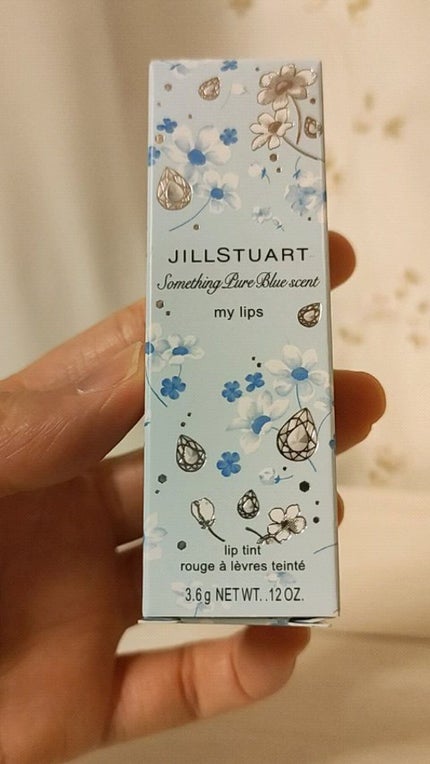 JILLSTUART
Something Pure Blue scent
my lips
lip tint
rouge à lèvres teinté
3.6g NET WT. .12 OZ.